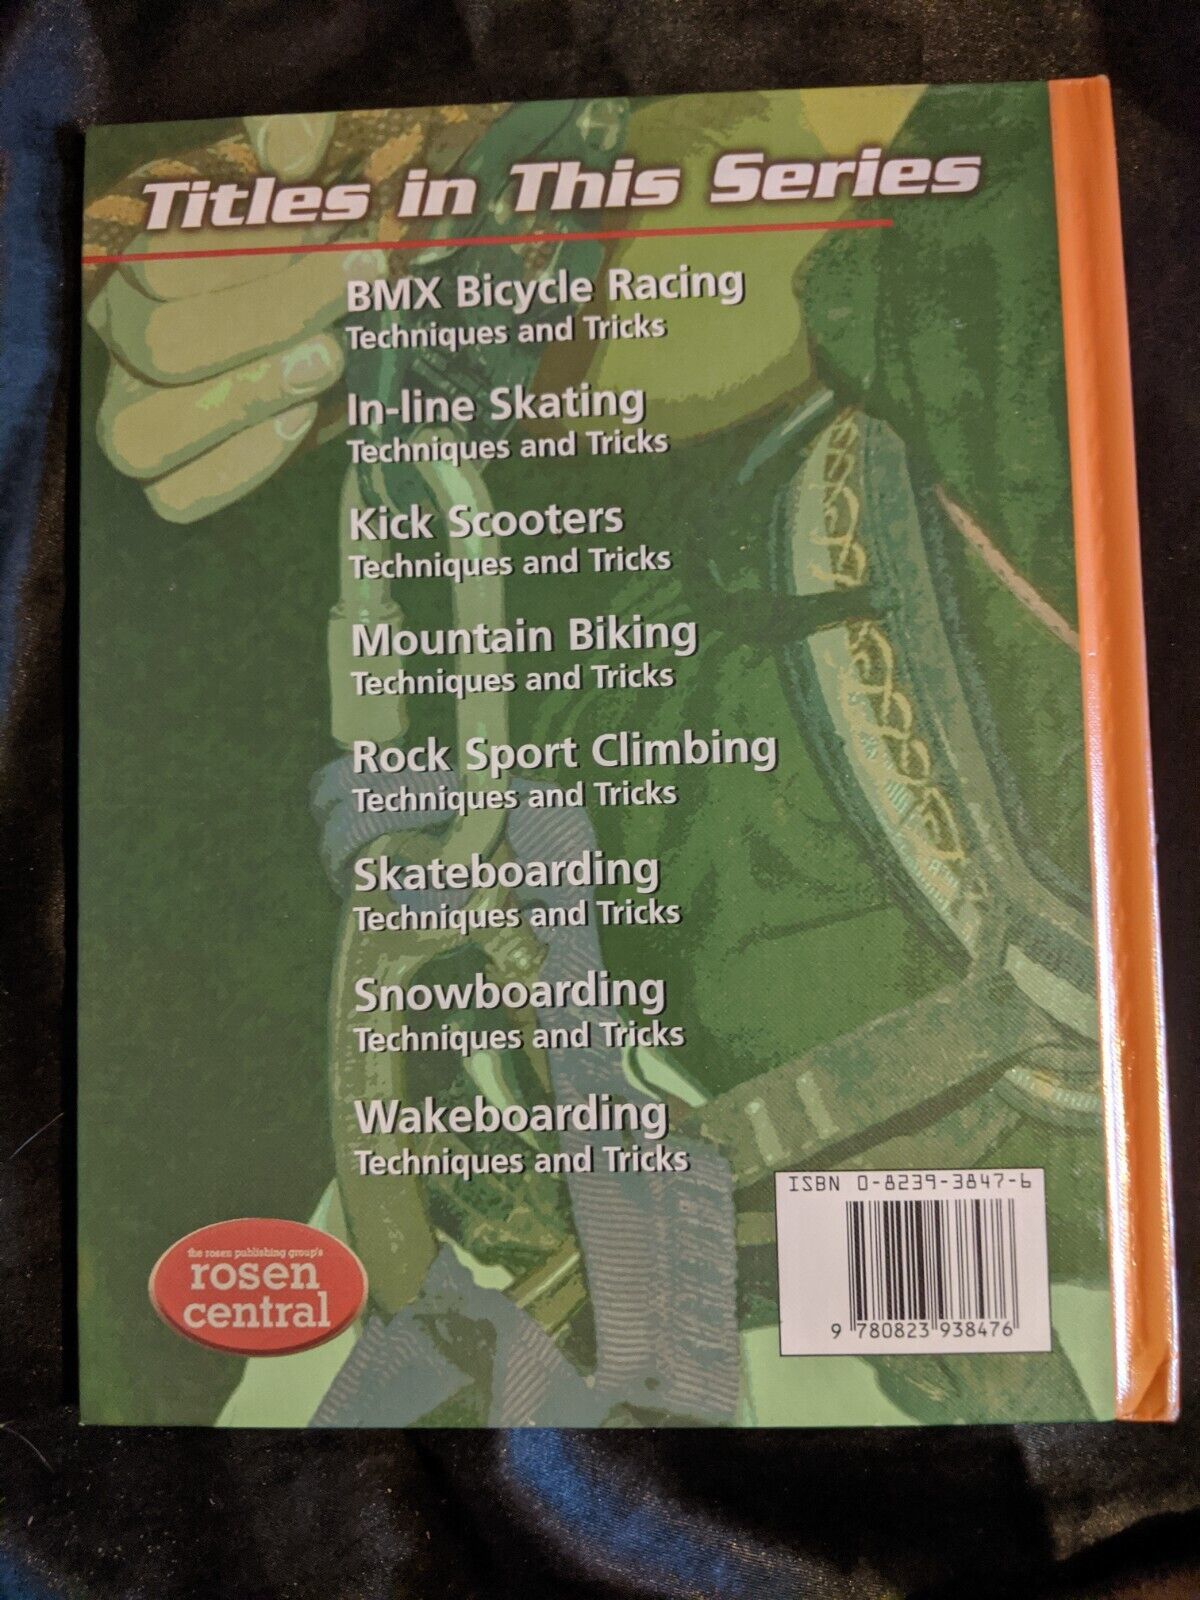 Titles in This Series
BMX Bicycle Racing
Techniques and Tricks
In-line Skating
Techniques and Tricks
Kick Scooters
Techniques and Tricks
Mountain Biking
Techniques and Tricks
Rock Sport Climbing
Techniques and Tricks
Skateboarding
Techniques and Tricks
Snowboarding
Techniques and Tricks
Wakeboarding
Techniques and Tricks
the rosen publishing group's
rosen
central
ISBN 0-8239-3847-6
9 780823 938476